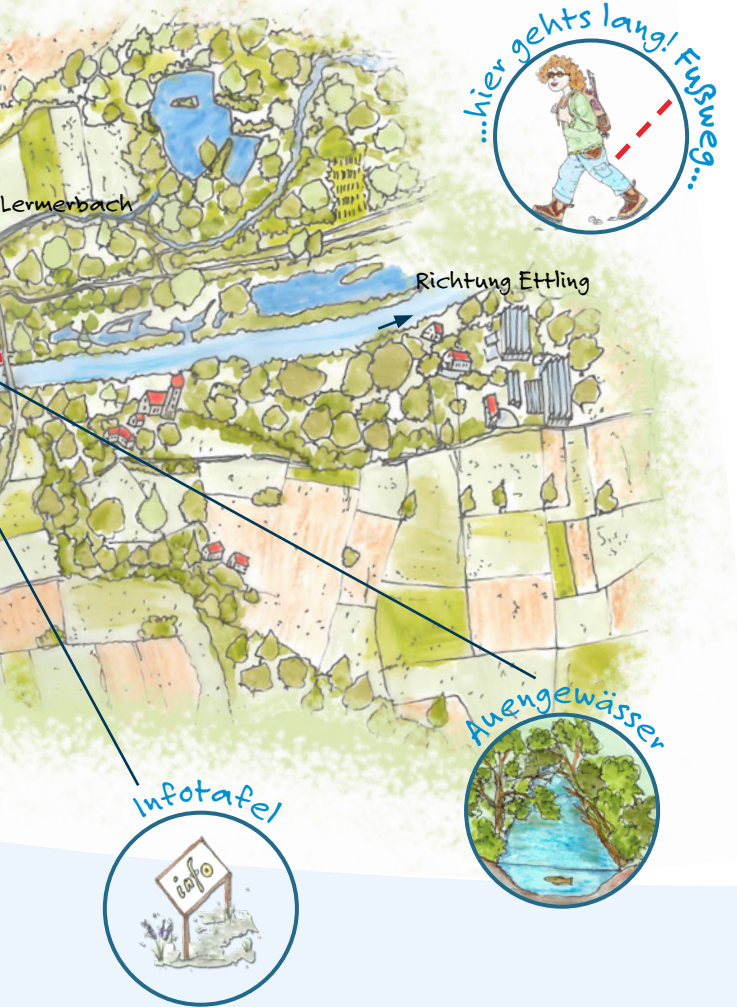 ...hier gehts lang! Fußweg...
Lermerbach
Richtung Ettling
Auengewässer
Infotafel
info